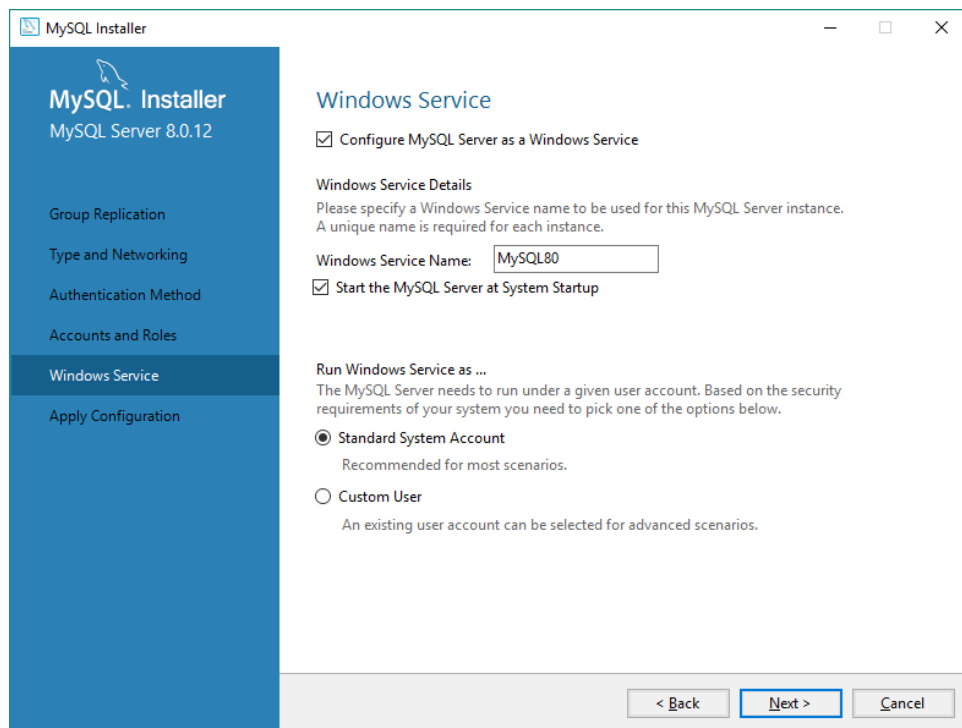 MySQL Installer
MySQL. Installer
MySQL Server 8.0.12
Group Replication
Type and Networking
Authentication Method
Accounts and Roles
Windows Service
Apply Configuration
Windows Service
Configure MySQL Server as a Windows Service
Windows Service Details
Please specify a Windows Service name to be used for this MySQL Server instance.
A unique name is required for each instance.
Windows Service Name: MySQL80
Start the MySQL Server at System Startup
Run Windows Service as ...
The MySQL Server needs to run under a given user account. Based on the security
requirements of your system you need to pick one of the options below.
Standard System Account
Recommended for most scenarios.
Custom User
An existing user account can be selected for advanced scenarios.
< Back Next > Cancel